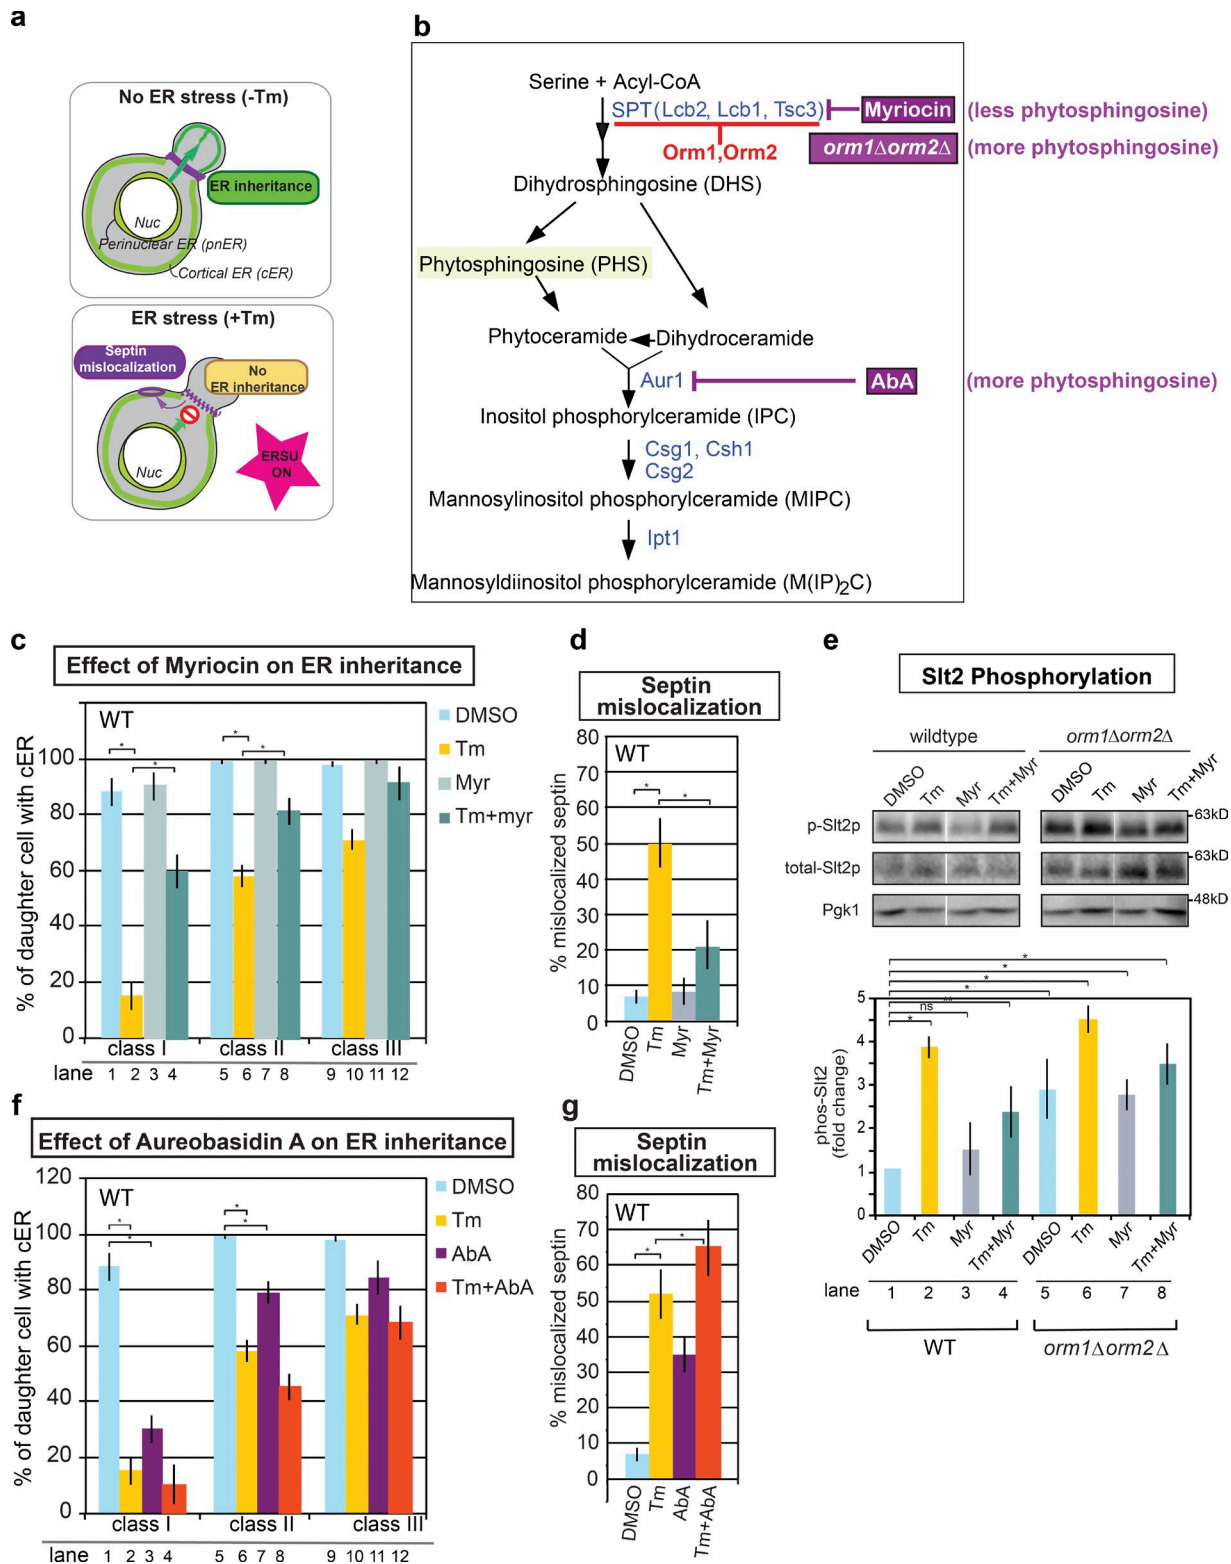 a
No ER stress (-Tm)
ER inheritance
Nuc
Perinuclear ER (pnER)
Cortical ER (cER)
ER stress (+Tm)
Septin
mislocalization
No
ER inheritance
Nuc
ERSU
ON
b
Serine + Acyl-CoA
SPT(Lcb2, Lcb1, Tsc3)
Myriocin
(less phytosphingosine)
Orm1,Orm2
orm1Δorm2Δ
(more phytosphingosine)
Dihydrosphingosine (DHS)
Phytosphingosine (PHS)
Phytoceramide
Dihydroceramide
Aur1
AbA
(more phytosphingosine)
Inositol phosphorylceramide (IPC)
Csg1, Csh1
Csg2
Mannosylinositol phosphorylceramide (MIPC)
Ipt1
Mannosyldiinositol phosphorylceramide (M(IP)2C)
c
Effect of Myriocin on ER inheritance
WT
% of daughter cell with cER
100
80
60
40
20
0
* * * *
DMSO
Tm
Myr
Tm+myr
class I class II class III
lane 1 2 3 4 5 6 7 8 9 10 11 12
d
Septin
mislocalization
WT
% mislocalized septin
80
70
60
50
40
30
20
10
0
* *
DMSO Tm Myr Tm+Myr
e
Slt2 Phosphorylation
wildtype orm1Δorm2Δ
DMSO Tm Myr Tm+Myr DMSO Tm Myr Tm+Myr
p-Slt2p
63kD
total-Slt2p
63kD
Pgk1
48kD
*
*
*
*
**
ns
*
phos-Slt2
(fold change)
5
4
3
2
1
0
DMSO Tm Myr Tm+Myr DMSO Tm Myr Tm+Myr
lane 1 2 3 4 5 6 7 8
WT orm1Δorm2Δ
f
Effect of Aureobasidin A on ER inheritance
WT
% of daughter cell with cER
120
100
80
60
40
20
0
* * * *
DMSO
Tm
AbA
Tm+AbA
class I class II class III
lane 1 2 3 4 5 6 7 8 9 10 11 12
g
Septin
mislocalization
WT
% mislocalized septin
80
70
60
50
40
30
20
10
0
* *
DMSO Tm AbA Tm+AbA